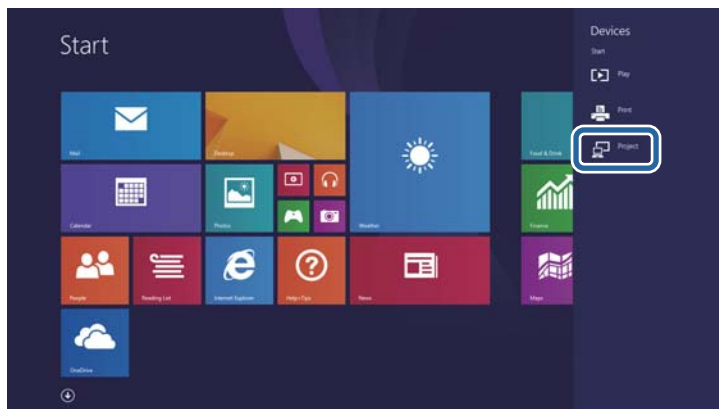 Start
Mail
Desktop
Calendar
Photos
Weather
People
Reading List
Internet Explorer
Help+Tips
News
OneDrive
Food & Drink
Finance
Maps
Devices
Start
Play
Print
Project